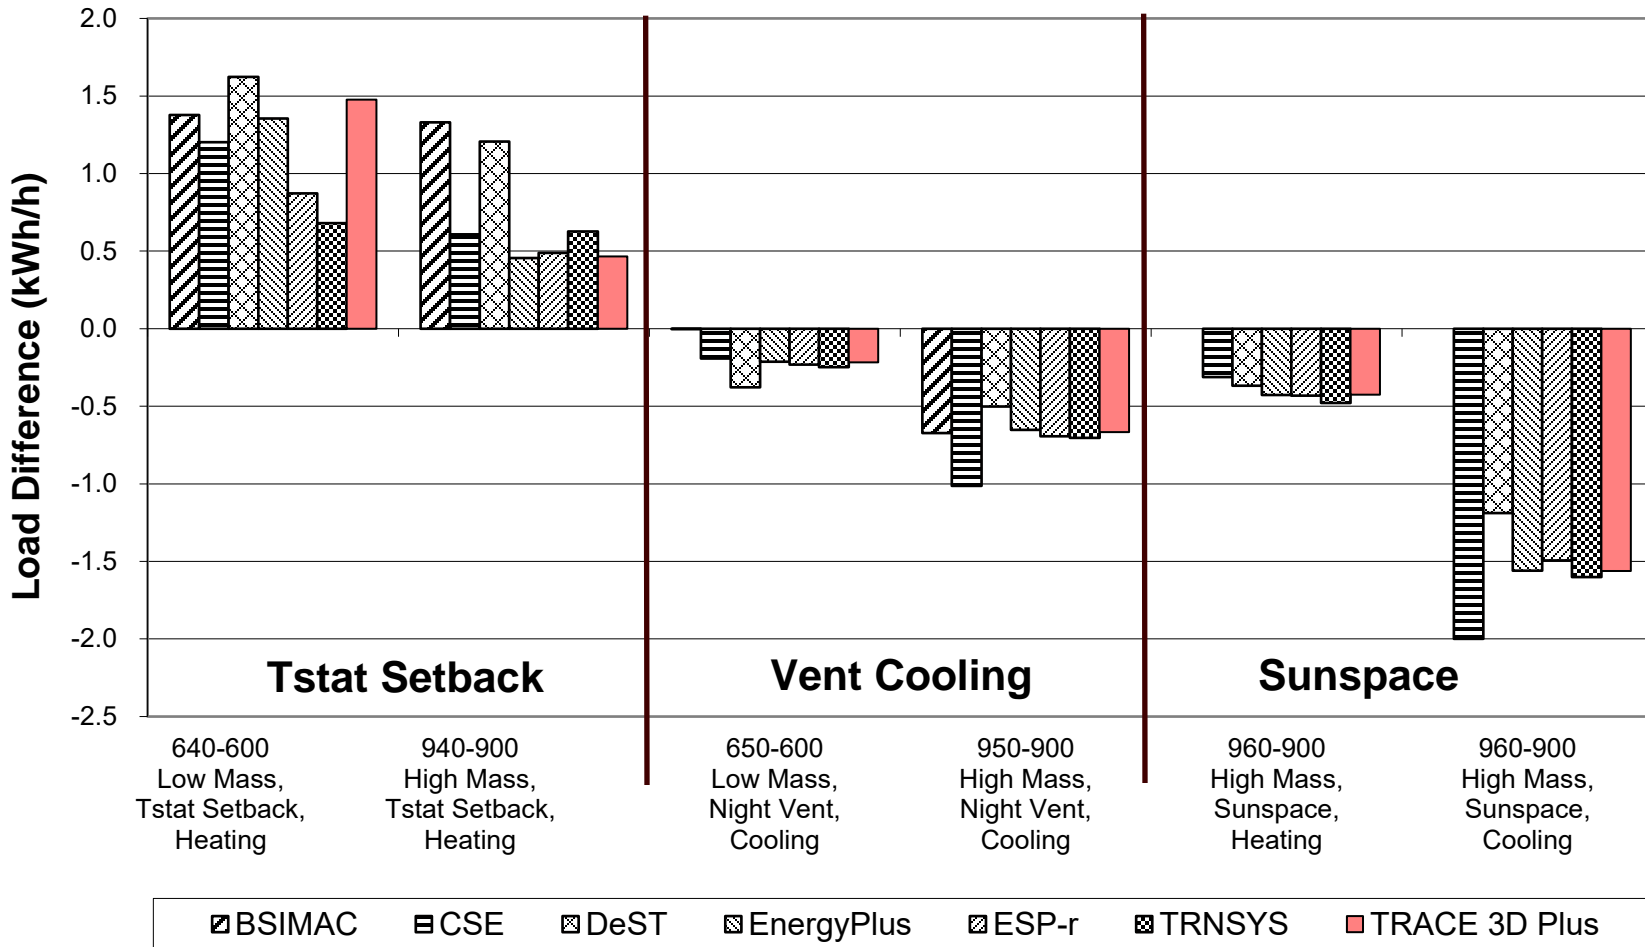 Load Difference (kWh/h)
2.0
1.5
1.0
0.5
0.0
-0.5
-1.0
-1.5
-2.0
-2.5
Tstat Setback
Vent Cooling
Sunspace
640-600
Low Mass,
Tstat Setback,
Heating
940-900
High Mass,
Tstat Setback,
Heating
650-600
Low Mass,
Night Vent,
Cooling
950-900
High Mass,
Night Vent,
Cooling
960-900
High Mass,
Sunspace,
Heating
960-900
High Mass,
Sunspace,
Cooling
BSIMAC CSE DeST EnergyPlus ESP-r TRNSYS TRACE 3D Plus